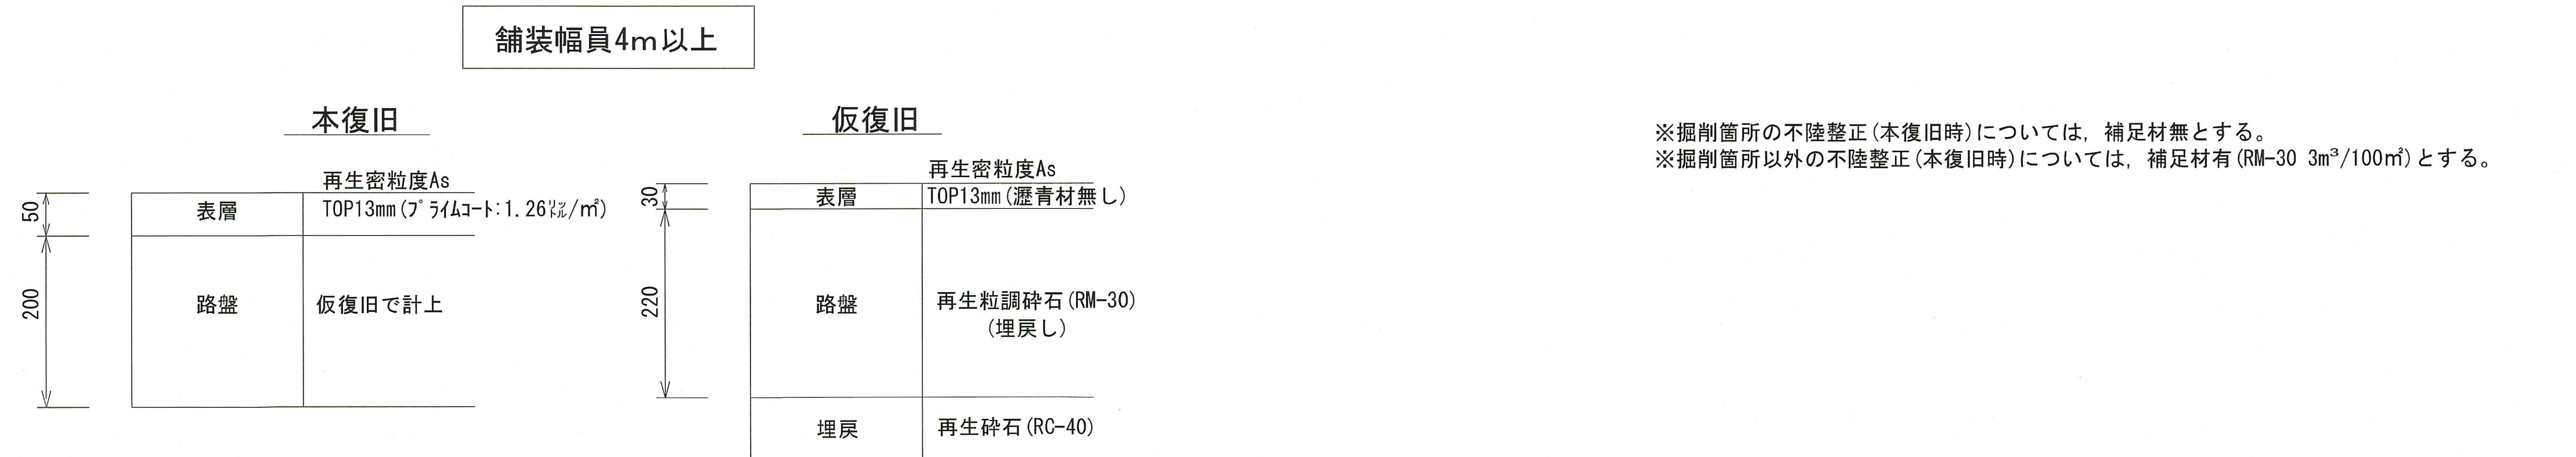 舗装幅員4ｍ以上
本復旧
再生密粒度As
50
表層
TOP13mm(ﾌﾟﾗｲﾑｺｰﾄ:1.26㍑/㎡)
200
路盤
仮復旧で計上
仮復旧
再生密粒度As
30
表層
TOP13mm(瀝青材無し)
220
路盤
再生粒調砕石(RM-30)
(埋戻し)
埋戻
再生砕石(RC-40)
※掘削箇所の不陸整正(本復旧時)については，補足材無とする。
※掘削箇所以外の不陸整正(本復旧時)については，補足材有(RM-30 3m³/100㎡)とする。